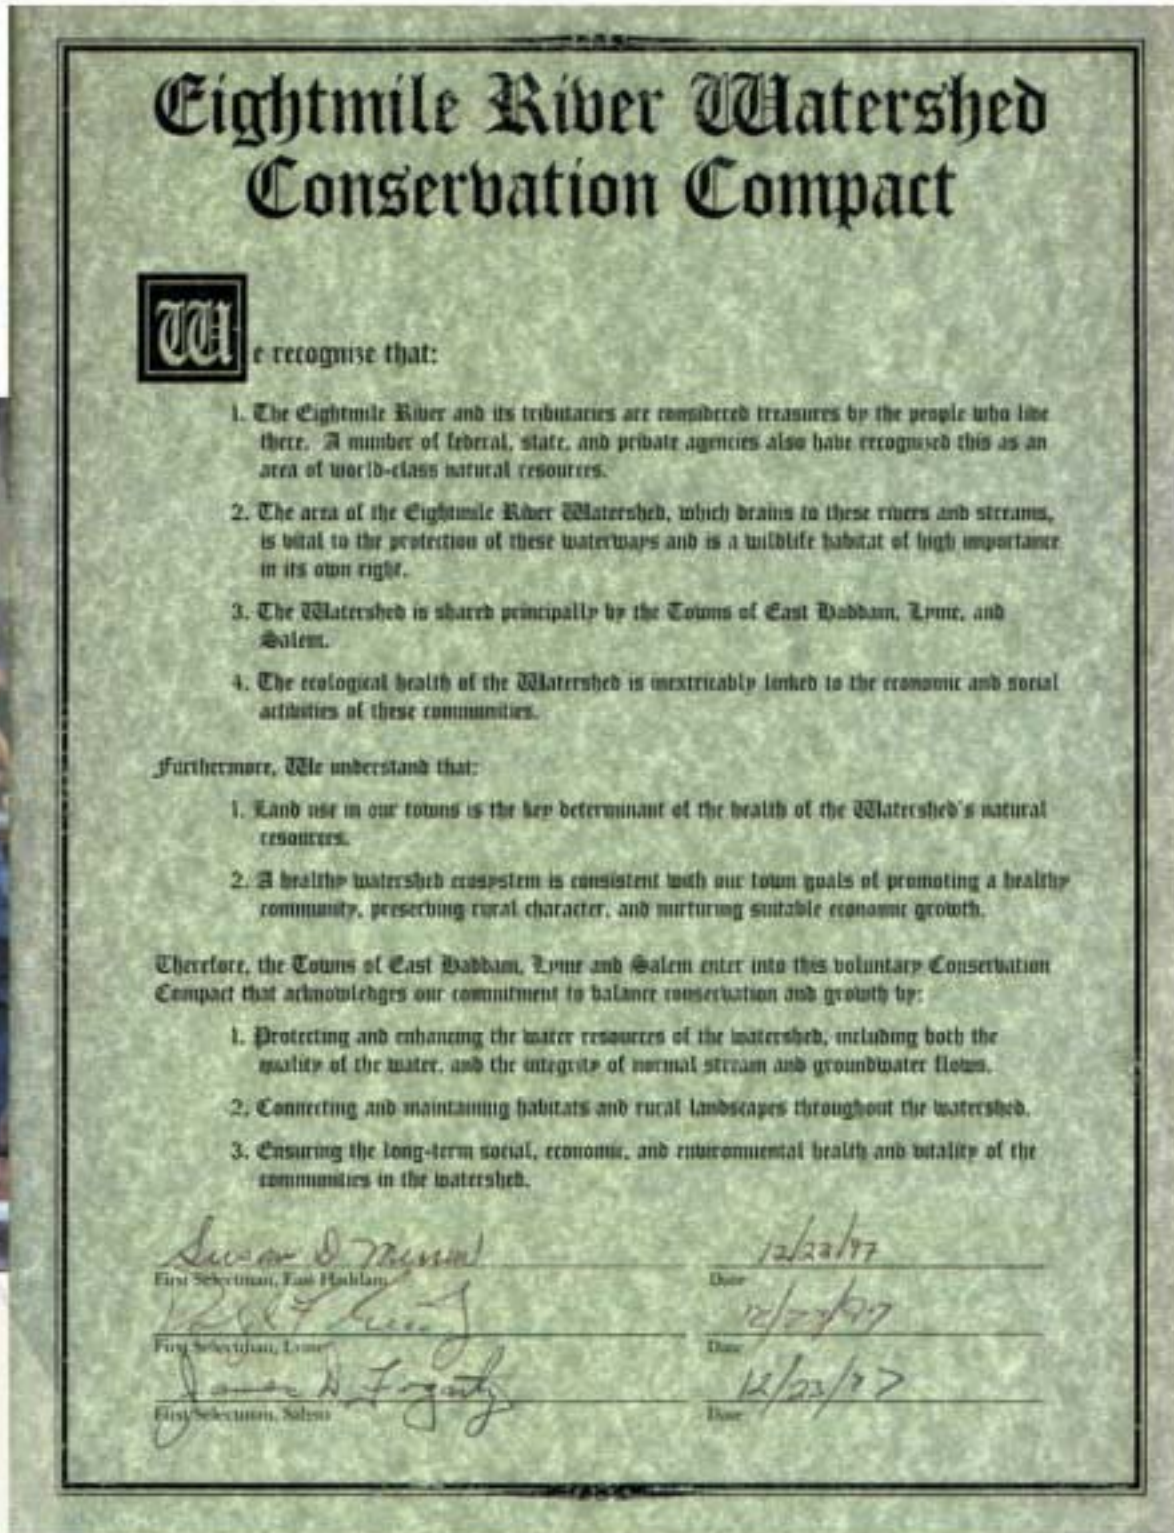 Eightmile River Watershed
Conservation Compact
We recognize that:
1. The Eightmile River and its tributaries are considered treasures by the people who live
there. A number of federal, state, and private agencies also have recognized this as an
area of world-class natural resources.
2. The area of the Eightmile River Watershed, which drains to these rivers and streams,
is vital to the protection of these waterways and is a wildlife habitat of high importance
in its own right.
3. The Watershed is shared principally by the Towns of East Haddam, Lyme, and
Salem.
4. The ecological health of the Watershed is inextricably linked to the economic and social
activities of these communities.
Furthermore, We understand that:
1. Land use in our towns is the key determinant of the health of the Watershed's natural
resources.
2. A healthy watershed ecosystem is consistent with our town goals of promoting a healthy
community, preserving rural character, and nurturing suitable economic growth.
Therefore, the Towns of East Haddam, Lyme and Salem enter into this voluntary Conservation
Compact that acknowledges our commitment to balance conservation and growth by:
1. Protecting and enhancing the water resources of the watershed, including both the
quality of the water, and the integrity of normal stream and groundwater flows.
2. Connecting and maintaining habitats and rural landscapes throughout the watershed.
3. Ensuring the long-term social, economic, and environmental health and vitality of the
communities in the watershed.
Susan D 12/23/97
First Selectman, East Haddam Date
12/23/97
First Selectman, Lyme Date
James D. Fogarty 12/23/97
First Selectman, Salem Date